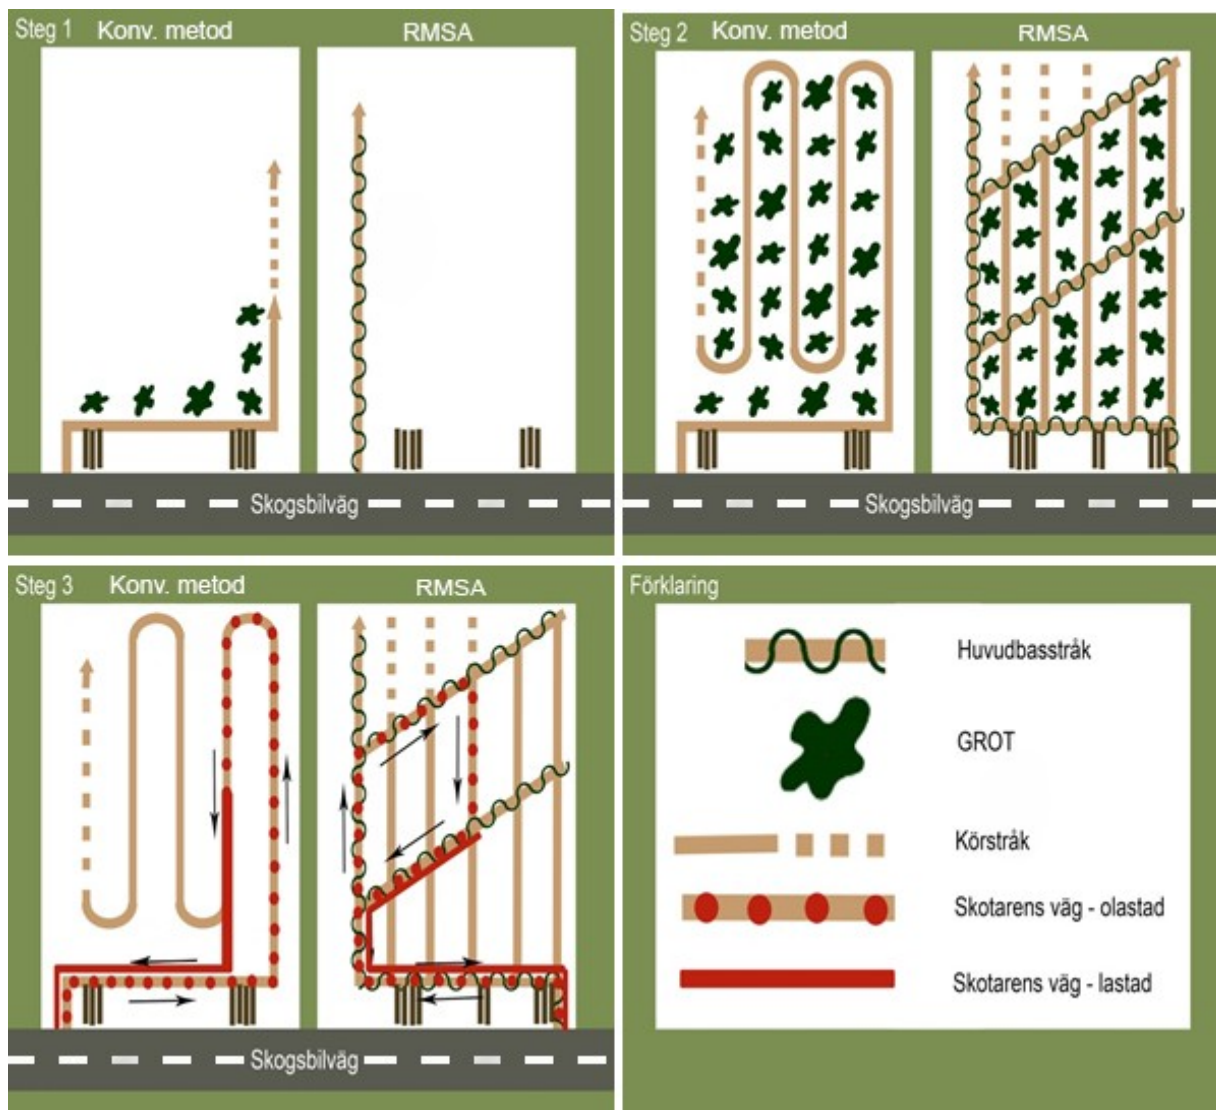 Steg 1 Konv. metod RMSA
Skogsbilväg
Steg 2 Konv. metod RMSA
Skogsbilväg
Steg 3 Konv. metod RMSA
Skogsbilväg
Förklaring
Huvudbasstråk
GROT
Körstråk
Skotarens väg - olastad
Skotarens väg - lastad